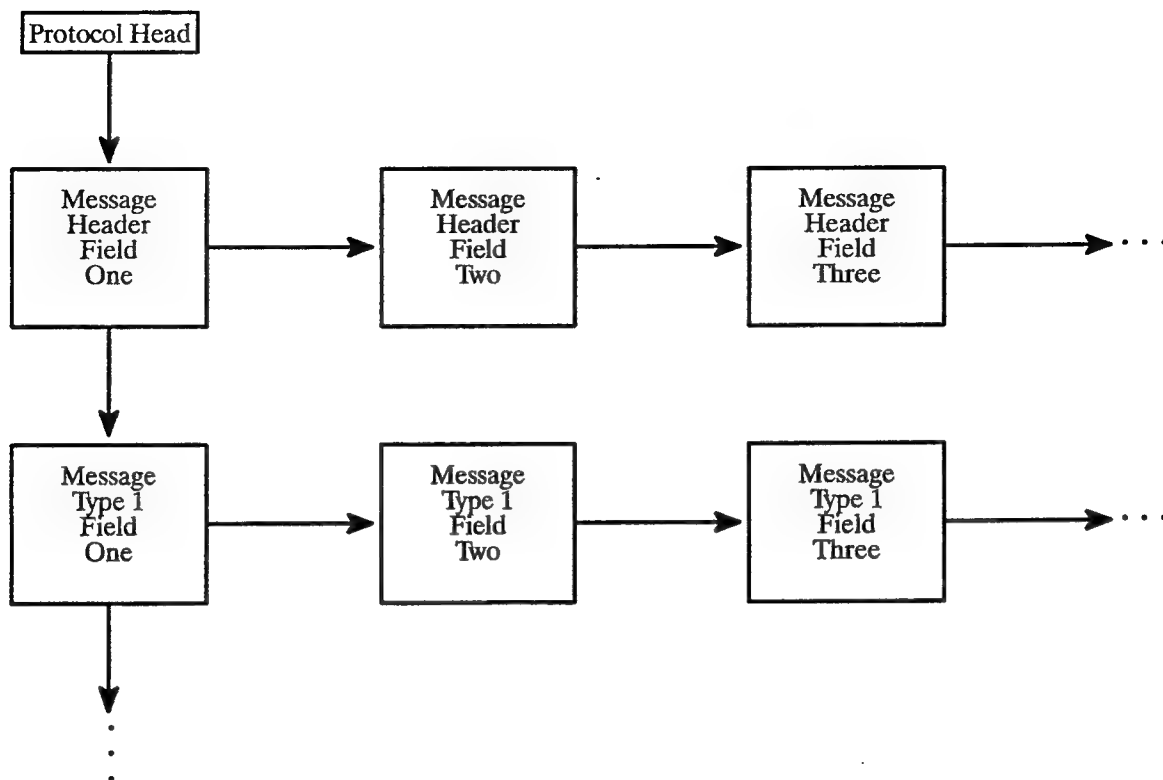 Protocol Head
Message
Header
Field
One
Message
Header
Field
Two
Message
Header
Field
Three
. . .
Message
Type 1
Field
One
Message
Type 1
Field
Two
Message
Type 1
Field
Three
. . .
.
.
.